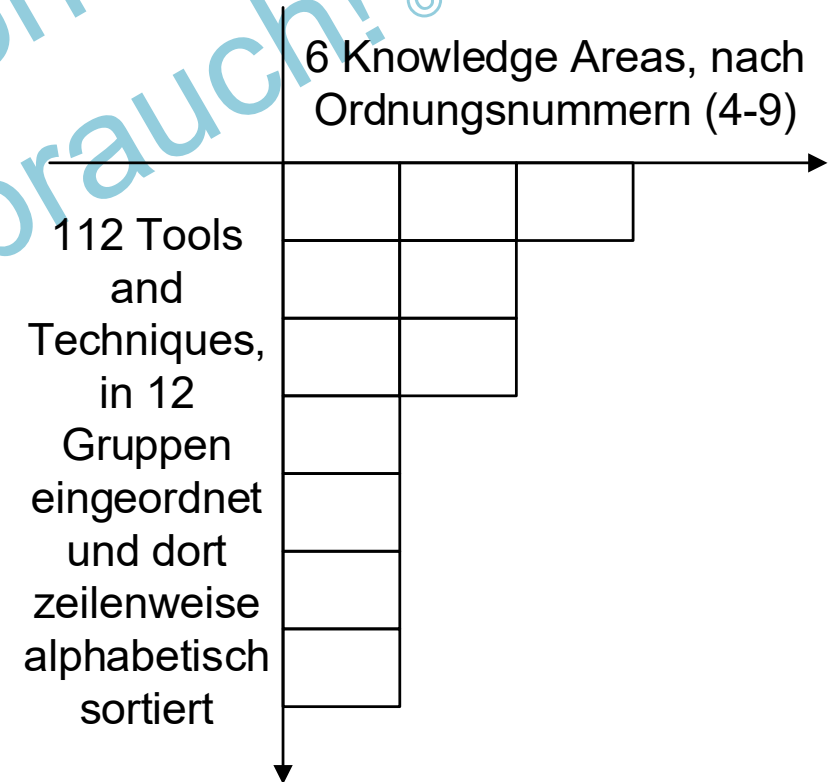 brauch! ©
6 Knowledge Areas, nach
Ordnungsnummern (4-9)
112 Tools
and
Techniques,
in 12
Gruppen
eingeordnet
und dort
zeilenweise
alphabetisch
sortiert